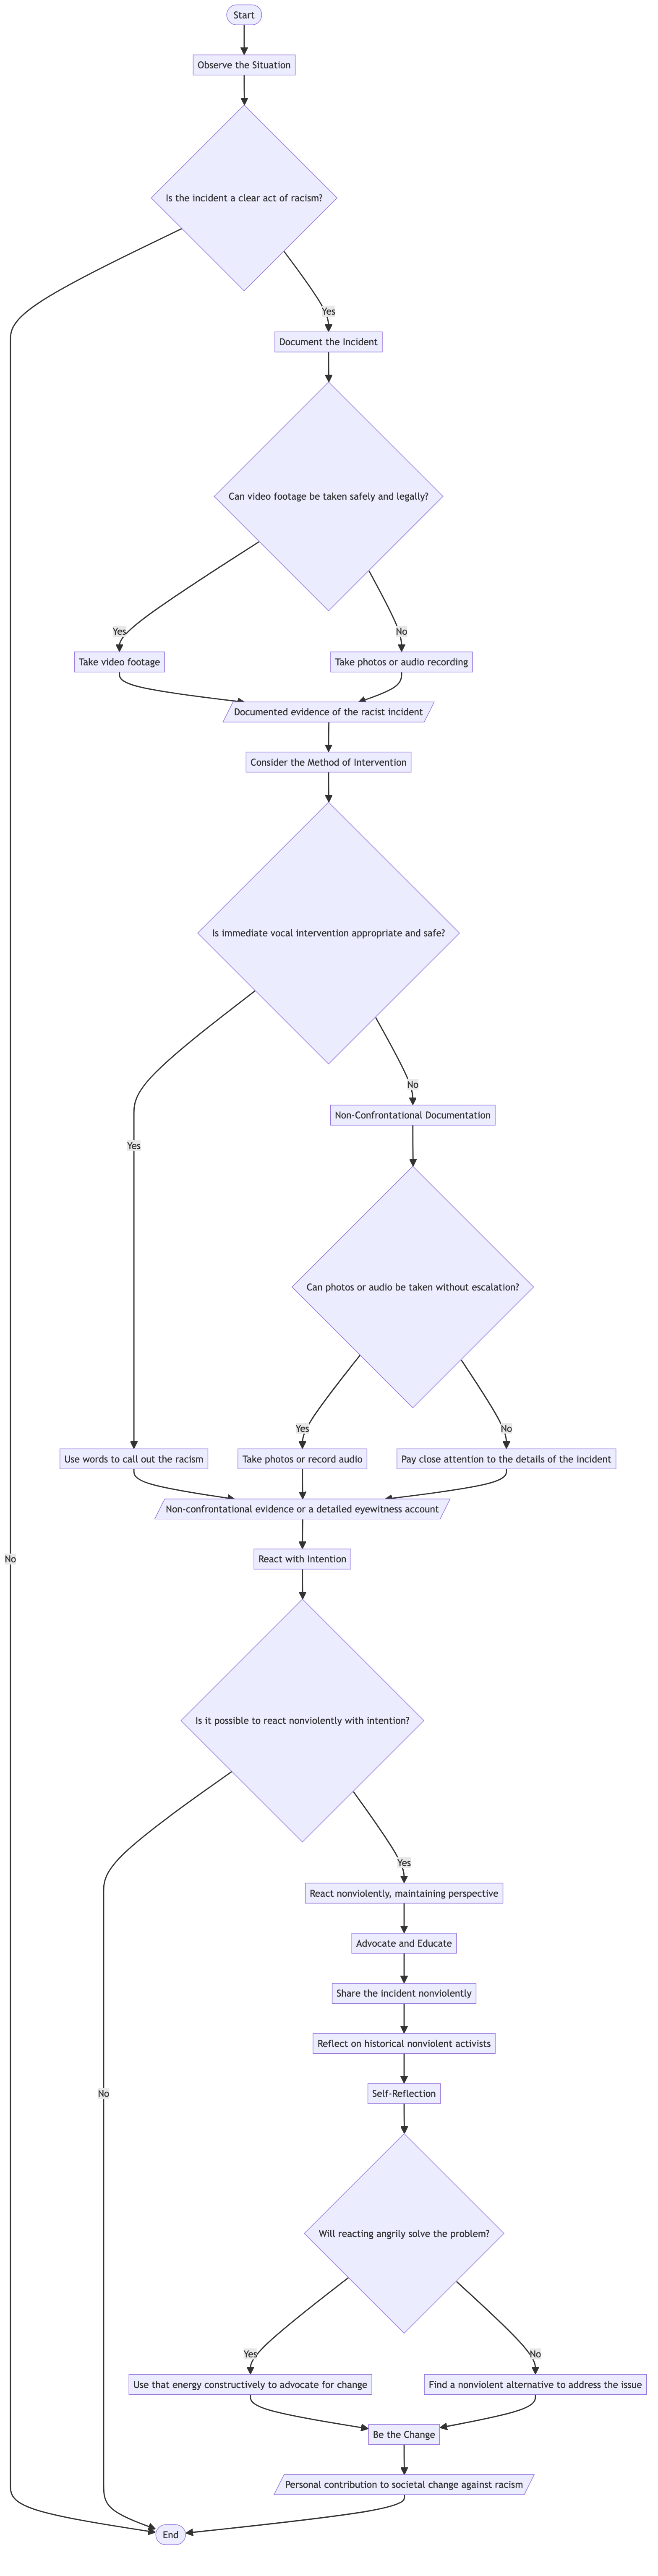 Start
Observe the Situation
Is the incident a clear act of racism?
Yes
Document the Incident
Can video footage be taken safely and legally?
Yes
No
Take video footage
Take photos or audio recording
Documented evidence of the racist incident
Consider the Method of Intervention
Is immediate vocal intervention appropriate and safe?
No
Non-Confrontational Documentation
Yes
Can photos or audio be taken without escalation?
Yes
No
Use words to call out the racism
Take photos or record audio
Pay close attention to the details of the incident
Non-confrontational evidence or a detailed eyewitness account
No
React with Intention
Is it possible to react nonviolently with intention?
Yes
React nonviolently, maintaining perspective
Advocate and Educate
Share the incident nonviolently
Reflect on historical nonviolent activists
No
Self-Reflection
Will reacting angrily solve the problem?
Yes
No
Use that energy constructively to advocate for change
Find a nonviolent alternative to address the issue
Be the Change
Personal contribution to societal change against racism
End